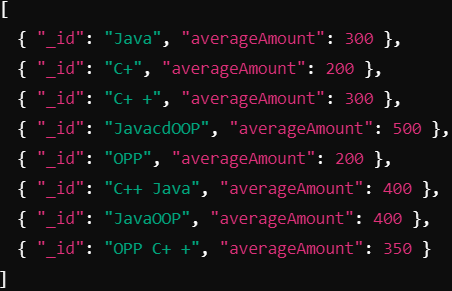 [
{ "_id": "Java", "averageAmount": 300 },
{ "_id": "C+", "averageAmount": 200 },
{ "_id": "C+ +", "averageAmount": 300 },
{ "_id": "JavacdOOP", "averageAmount": 500 },
{ "_id": "OPP", "averageAmount": 200 },
{ "_id": "C++ Java", "averageAmount": 400 },
{ "_id": "JavaOOP", "averageAmount": 400 },
{ "_id": "OPP C+ +", "averageAmount": 350 }
]